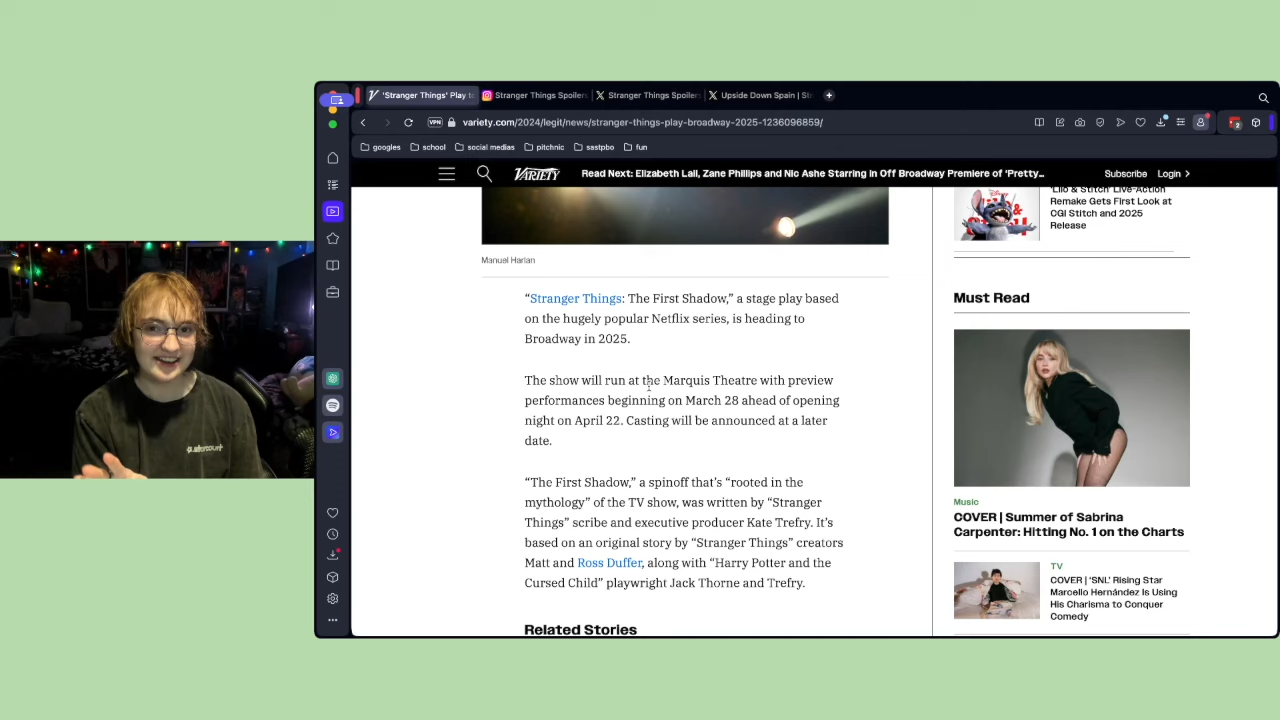 'Stranger Things' Play to
Stranger Things Spoilers
Stranger Things Spoilers
Upside Down Spain | St
VPN
variety.com/2024/legit/news/stranger-things-play-broadway-2025-1236096859/
2
googles
school
social medias
pitchnic
sastpbo
fun
VARIETY
Read Next: Elizabeth Lail, Zane Phillips and Nic Ashe Starring in Off Broadway Premiere of 'Pretty…
Subscribe
Login
Manuel Harlan
“Stranger Things: The First Shadow,” a stage play based
on the hugely popular Netflix series, is heading to
Broadway in 2025.
The show will run at the Marquis Theatre with preview
performances beginning on March 28 ahead of opening
night on April 22. Casting will be announced at a later
date.
“The First Shadow,” a spinoff that’s “rooted in the
mythology” of the TV show, was written by “Stranger
Things” scribe and executive producer Kate Trefry. It’s
based on an original story by “Stranger Things” creators
Matt and Ross Duffer, along with “Harry Potter and the
Cursed Child” playwright Jack Thorne and Trefry.
Related Stories
'Lilo & Stitch' Live-Action
Remake Gets First Look at
CGI Stitch and 2025
Release
Must Read
Music
COVER | Summer of Sabrina
Carpenter: Hitting No. 1 on the Charts
TV
COVER | ‘SNL’ Rising Star
Marcello Hernández Is Using
His Charisma to Conquer
Comedy